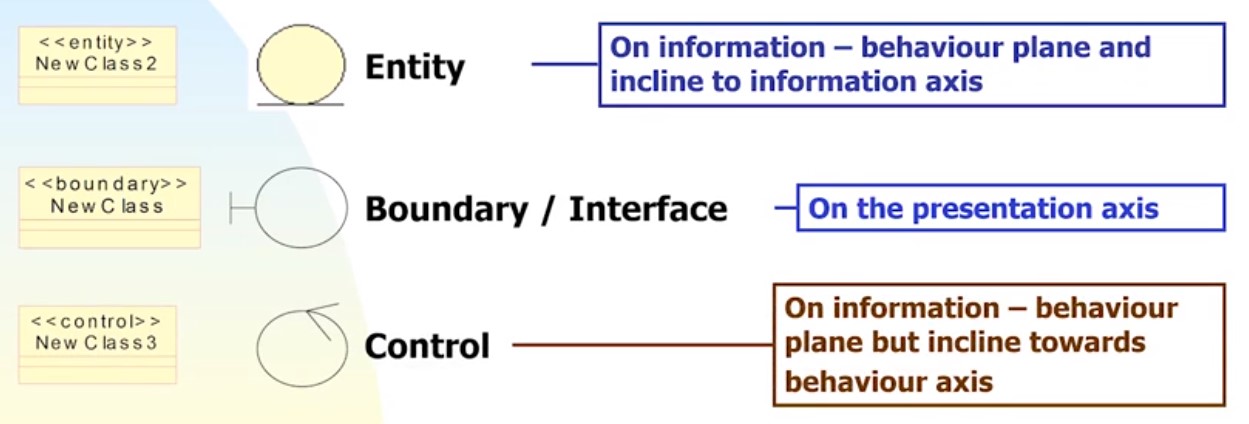 <<entity>>
NewClass2
Entity
On information – behaviour plane and
incline to information axis
<<boundary>>
NewClass
Boundary / Interface
On the presentation axis
<<control>>
NewClass3
Control
On information – behaviour
plane but incline towards
behaviour axis